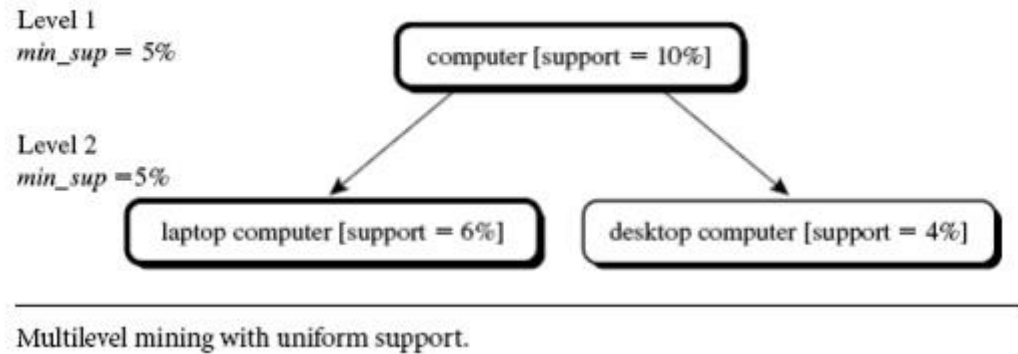 Level 1
min_sup = 5%
computer [support = 10%]
Level 2
min_sup =5%
laptop computer [support = 6%]
desktop computer [support = 4%]
Multilevel mining with uniform support.